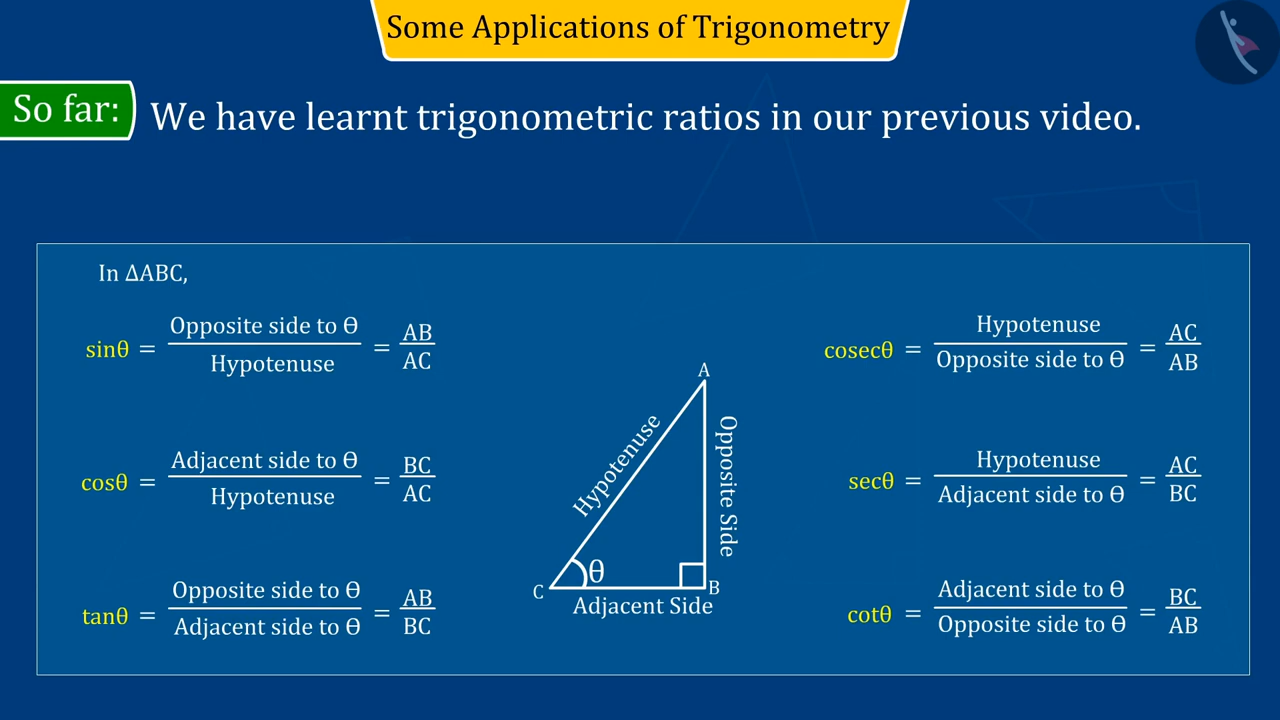 Some Applications of Trigonometry
So far:
We have learnt trigonometric ratios in our previous video.
In ΔABC,
sinθ = Opposite side to Ө / Hypotenuse = AB / AC
cosθ = Adjacent side to Ө / Hypotenuse = BC / AC
tanθ = Opposite side to Ө / Adjacent side to Ө = AB / BC
A
Hypotenuse
Opposite Side
θ
C
B
Adjacent Side
cosecθ = Hypotenuse / Opposite side to Ө = AC / AB
secθ = Hypotenuse / Adjacent side to Ө = AC / BC
cotθ = Adjacent side to Ө / Opposite side to Ө = BC / AB